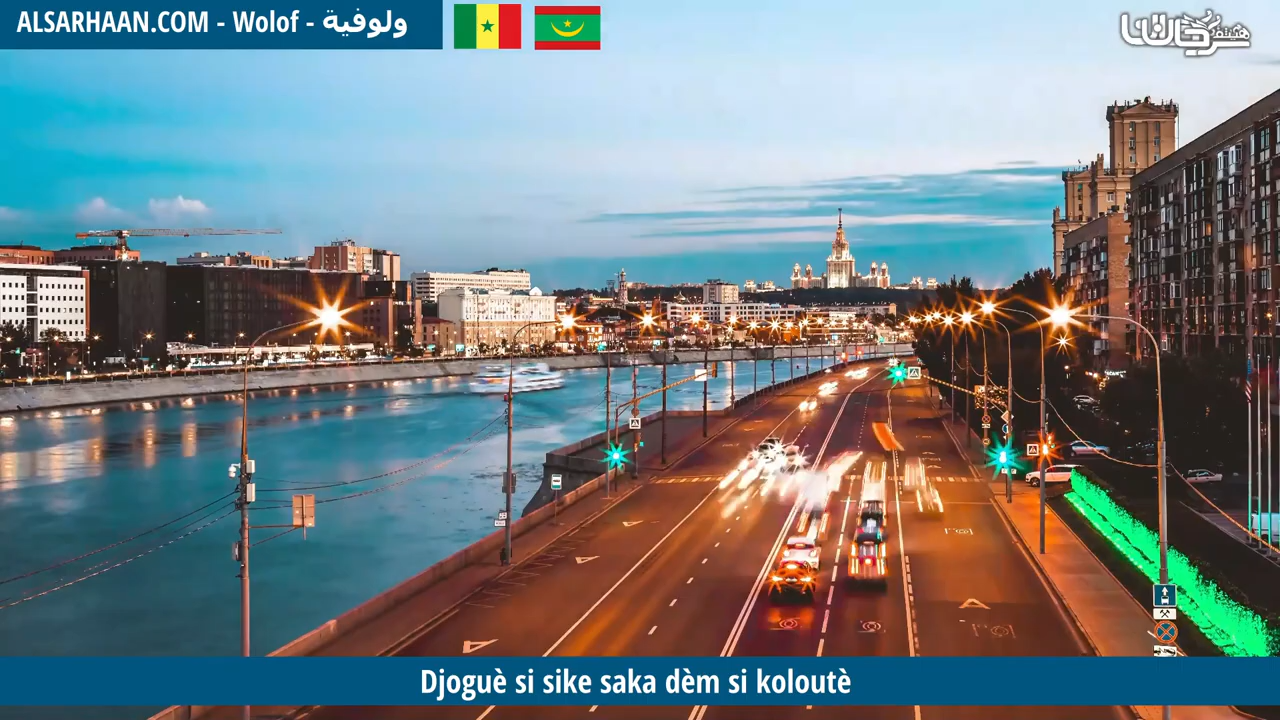 ALSARHAAN.COM - Wolof - ولوفية
Djoguè si sike saka dèm si koloutè